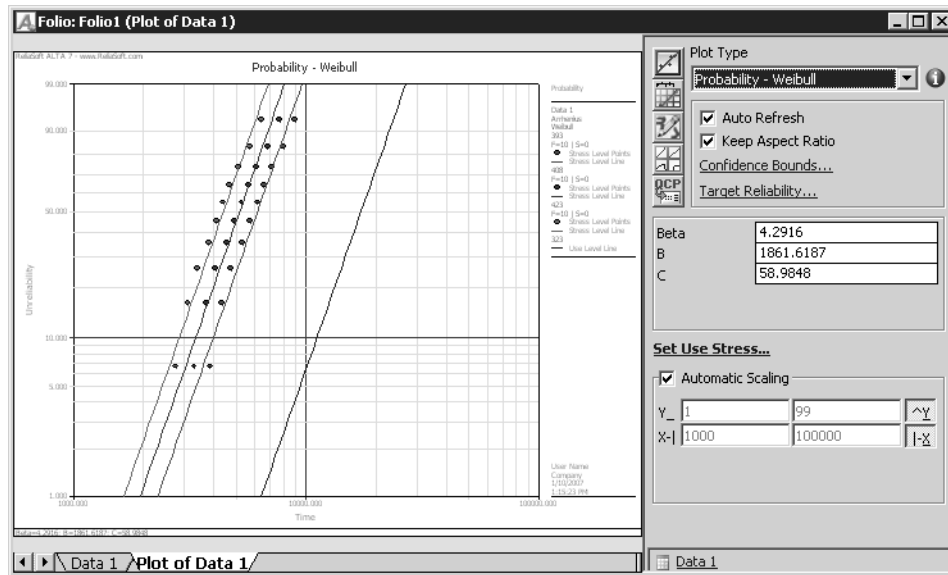 Folio: Folio1 (Plot of Data 1)
ReliaSoft ALTA 7 - www.ReliaSoft.com
Probability - Weibull
99.000
90.000
50.000
10.000
5.000
1.000
Unreliability
1000.000
10000.000
100000.000
Time
Probability
Data 1
Arrhenius
Weibull
393
F=10 | S=0
Stress Level Points
Stress Level Line
408
F=10 | S=0
Stress Level Points
Stress Level Line
423
F=10 | S=0
Stress Level Points
Stress Level Line
323
Use Level Line
User Name
Company
1/10/2007
1:15:23 PM
Beta=4.2916; B=1861.6187; C=58.9848
Data 1
Plot of Data 1
Plot Type
Probability - Weibull
Auto Refresh
Keep Aspect Ratio
Confidence Bounds...
Target Reliability...
QCP
Beta 4.2916
B 1861.6187
C 58.9848
Set Use Stress...
Automatic Scaling
Y_ 1 99 ^Y
X-| 1000 100000 |-X
Data 1